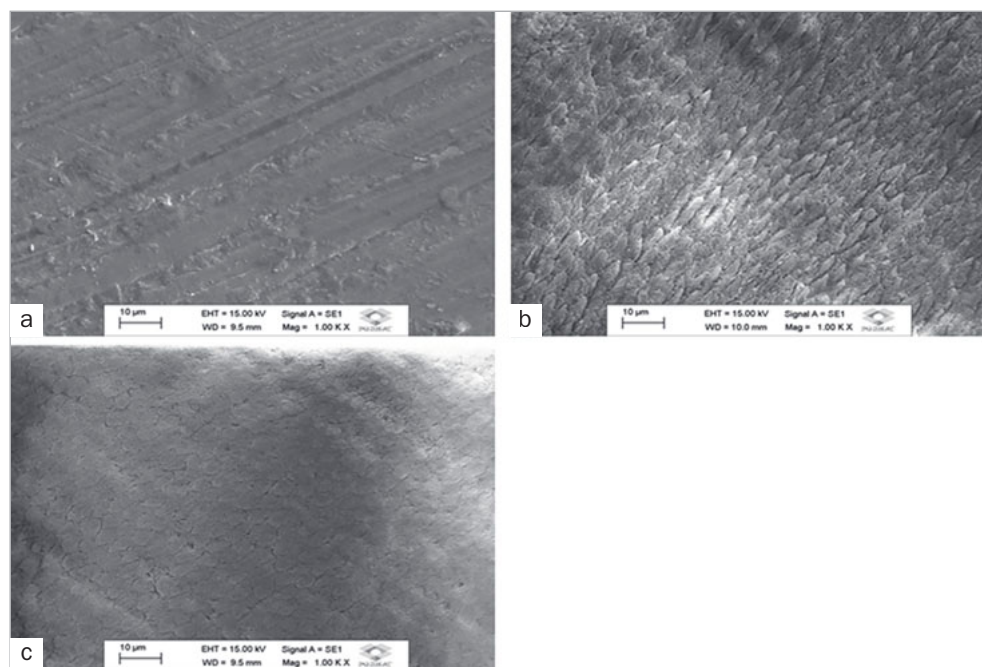 a
10 µm
EHT = 15.00 kV
WD = 9.5 mm
Signal A = SE1
Mag = 1.00 K X
b
10 µm
EHT = 15.00 kV
WD = 10.0 mm
Signal A = SE1
Mag = 1.00 K X
c
10 µm
EHT = 15.00 kV
WD = 9.5 mm
Signal A = SE1
Mag = 1.00 K X